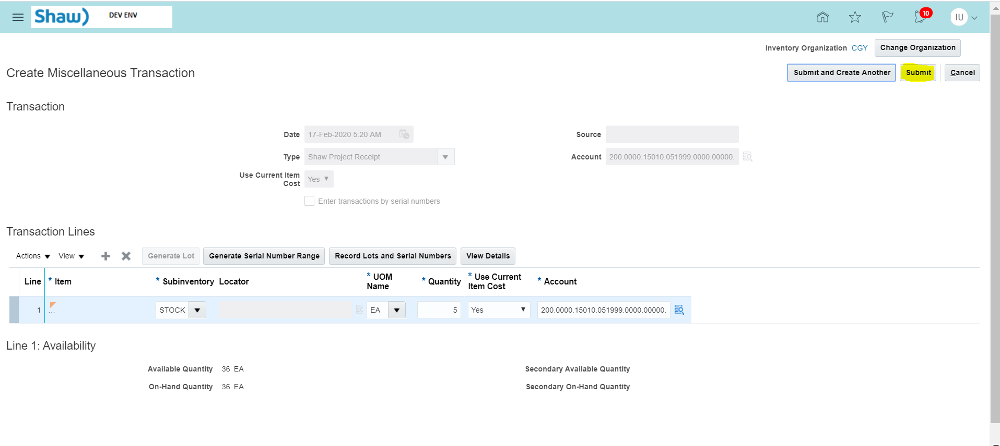 Shaw) DEV ENV 10 IU
Inventory Organization CGY Change Organization
Create Miscellaneous Transaction Submit and Create Another Submit Cancel
Transaction
Date 17-Feb-2020 5:20 AM Source
Type Shaw Project Receipt Account 200.0000.15010.051999.0000.00000.
Use Current Item
Cost Yes
Enter transactions by serial numbers
Transaction Lines
Actions View Generate Lot Generate Serial Number Range Record Lots and Serial Numbers View Details
Line * Item * Subinventory Locator * UOM Name * Quantity * Use Current Item Cost * Account
1 ... STOCK EA 5 Yes 200.0000.15010.051999.0000.00000.
Line 1: Availability
Available Quantity 36 EA Secondary Available Quantity
On-Hand Quantity 36 EA Secondary On-Hand Quantity